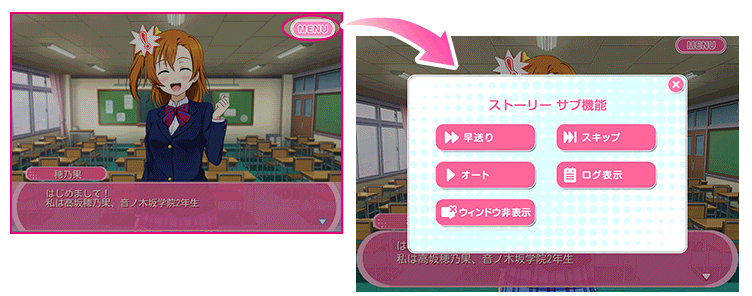 MENU
穂乃果
はじめまして！
私は高坂穂乃果、音ノ木坂学院2年生
MENU
ストーリー サブ機能
早送り
スキップ
オート
ログ表示
ウィンドウ非表示
は
私は高坂穂乃果、音ノ木坂学院2年生